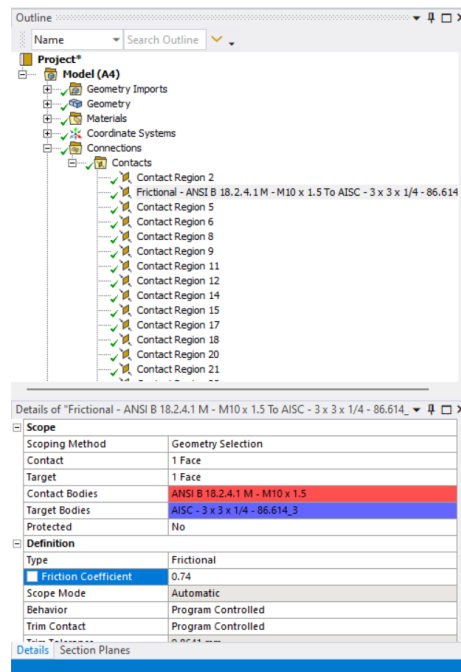 Outline
Name Search Outline
Project*
Model (A4)
Geometry Imports
Geometry
Materials
Coordinate Systems
Connections
Contacts
Contact Region 2
Frictional - ANSI B 18.2.4.1 M - M10 x 1.5 To AISC - 3 x 3 x 1/4 - 86.614
Contact Region 5
Contact Region 6
Contact Region 8
Contact Region 9
Contact Region 11
Contact Region 12
Contact Region 14
Contact Region 15
Contact Region 17
Contact Region 18
Contact Region 20
Contact Region 21
Details of "Frictional - ANSI B 18.2.4.1 M - M10 x 1.5 To AISC - 3 x 3 x 1/4 - 86.614_
Scope
Scoping Method Geometry Selection
Contact 1 Face
Target 1 Face
Contact Bodies ANSI B 18.2.4.1 M - M10 x 1.5
Target Bodies AISC - 3 x 3 x 1/4 - 86.614_3
Protected No
Definition
Type Frictional
Friction Coefficient 0.74
Scope Mode Automatic
Behavior Program Controlled
Trim Contact Program Controlled
Trim Tolerance 0.8641 mm
Details Section Planes